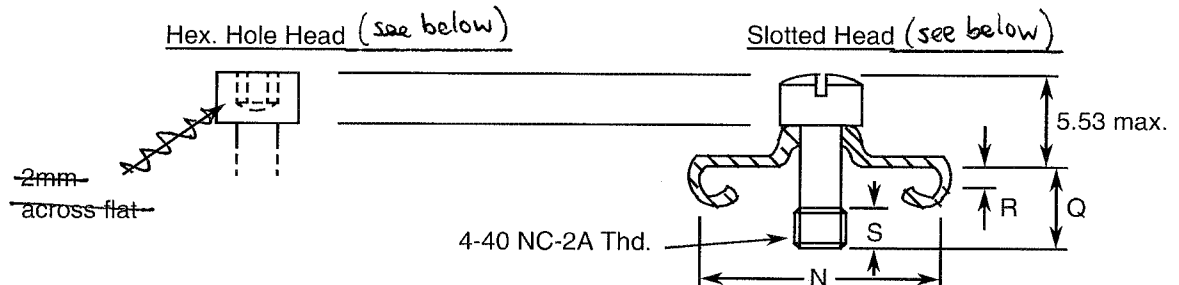 Hex. Hole Head (see below)
Slotted Head (see below)
5.53 max.
2mm
across flat
R
Q
S
4-40 NC-2A Thd.
N